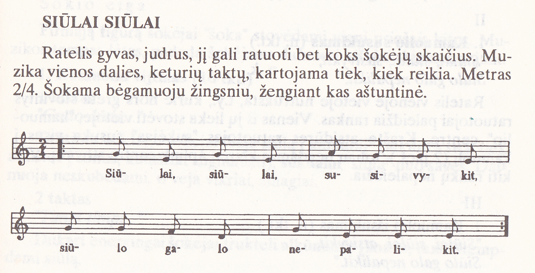 SIŪLAI SIŪLAI
Ratelis gyvas, judrus, jį gali ratuoti bet koks šokėjų skaičius. Mu-
zika vienos dalies, keturių taktų, kartojama tiek, kiek reikia. Metras
2/4. Šokama bėgamuoju žingsniu, žengiant kas aštuntinė.
Siū- lai, siū- lai, su- si- vy- kit,
siū- lo ga- lo ne- pa- li- kit.